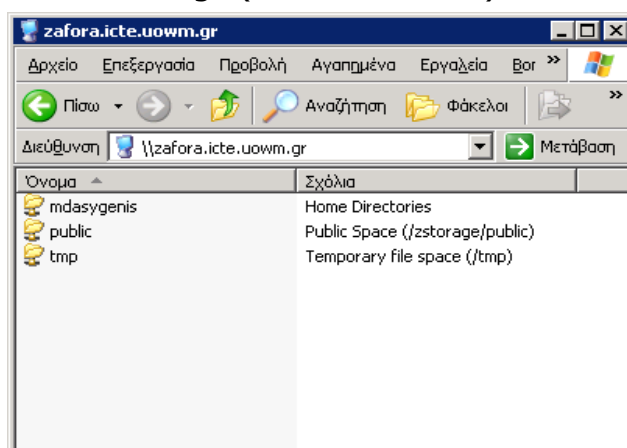 zafora.icte.uowm.gr
Αρχείο Επεξεργασία Προβολή Αγαπημένα Εργαλεία Βοr »
Πίσω Αναζήτηση Φάκελοι »
Διεύθυνση \\zafora.icte.uowm.gr Μετάβαση
Όνομα Σχόλια
mdasygenis Home Directories
public Public Space (/zstorage/public)
tmp Temporary file space (/tmp)